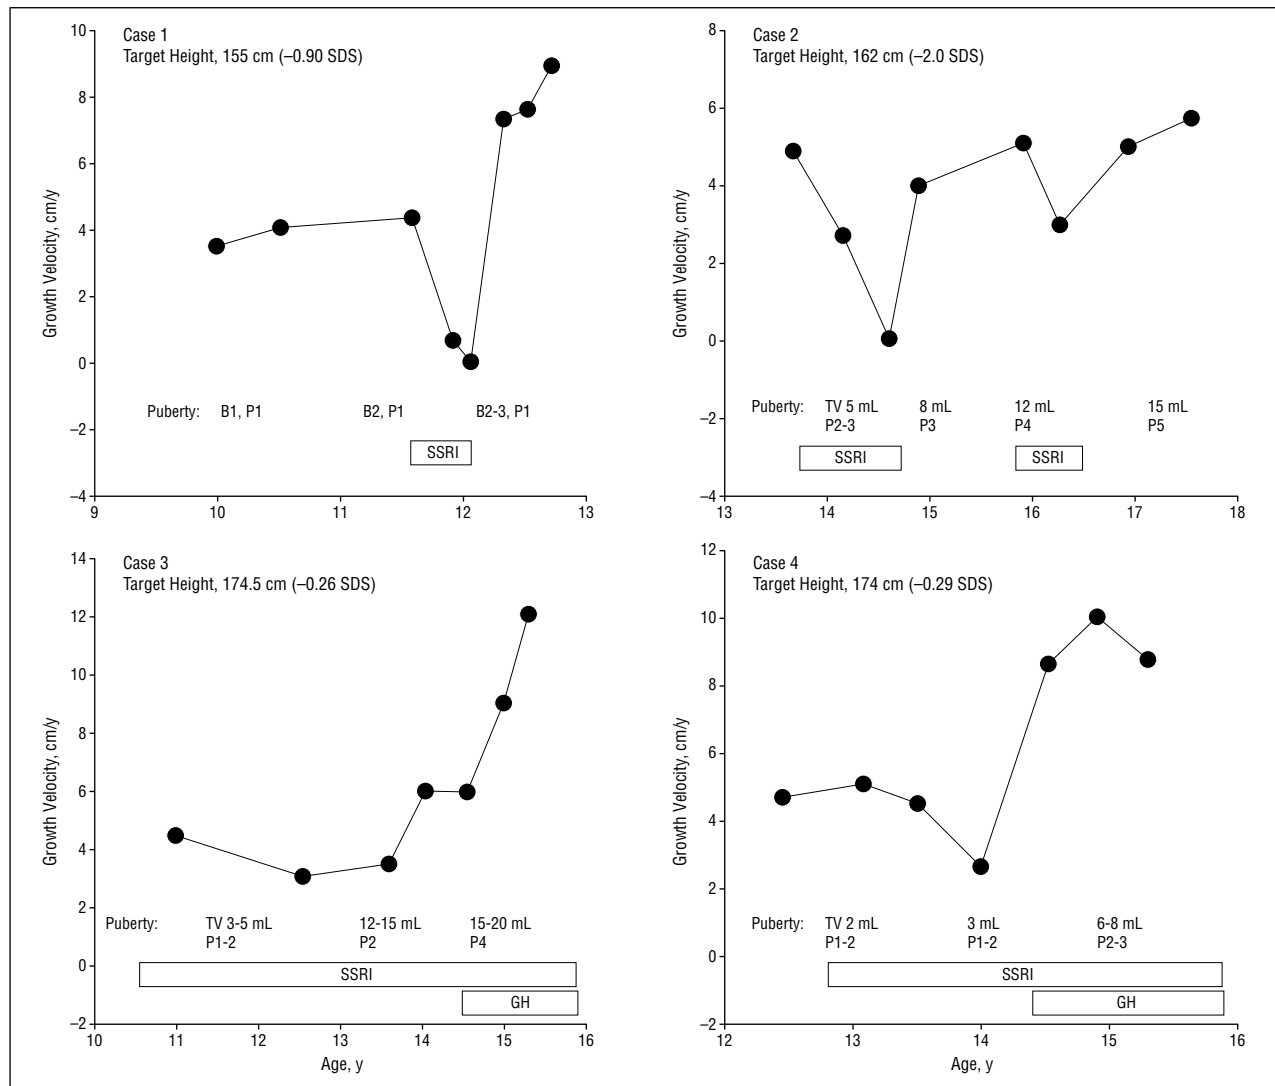 Case 1
Target Height, 155 cm (–0.90 SDS)
Growth Velocity, cm/y
10
8
6
4
2
0
–2
–4
Puberty: B1, P1 B2, P1 B2-3, P1
SSRI
9 10 11 12 13
Case 2
Target Height, 162 cm (–2.0 SDS)
Growth Velocity, cm/y
8
6
4
2
0
–2
–4
Puberty: TV 5 mL 8 mL 12 mL 15 mL
P2-3 P3 P4 P5
SSRI SSRI
13 14 15 16 17 18
Case 3
Target Height, 174.5 cm (–0.26 SDS)
Growth Velocity, cm/y
14
12
10
8
6
4
2
0
–2
Puberty: TV 3-5 mL 12-15 mL 15-20 mL
P1-2 P2 P4
SSRI
GH
10 11 12 13 14 15 16
Age, y
Case 4
Target Height, 174 cm (–0.29 SDS)
Growth Velocity, cm/y
12
10
8
6
4
2
0
–2
Puberty: TV 2 mL 3 mL 6-8 mL
P1-2 P1-2 P2-3
SSRI
GH
12 13 14 15 16
Age, y